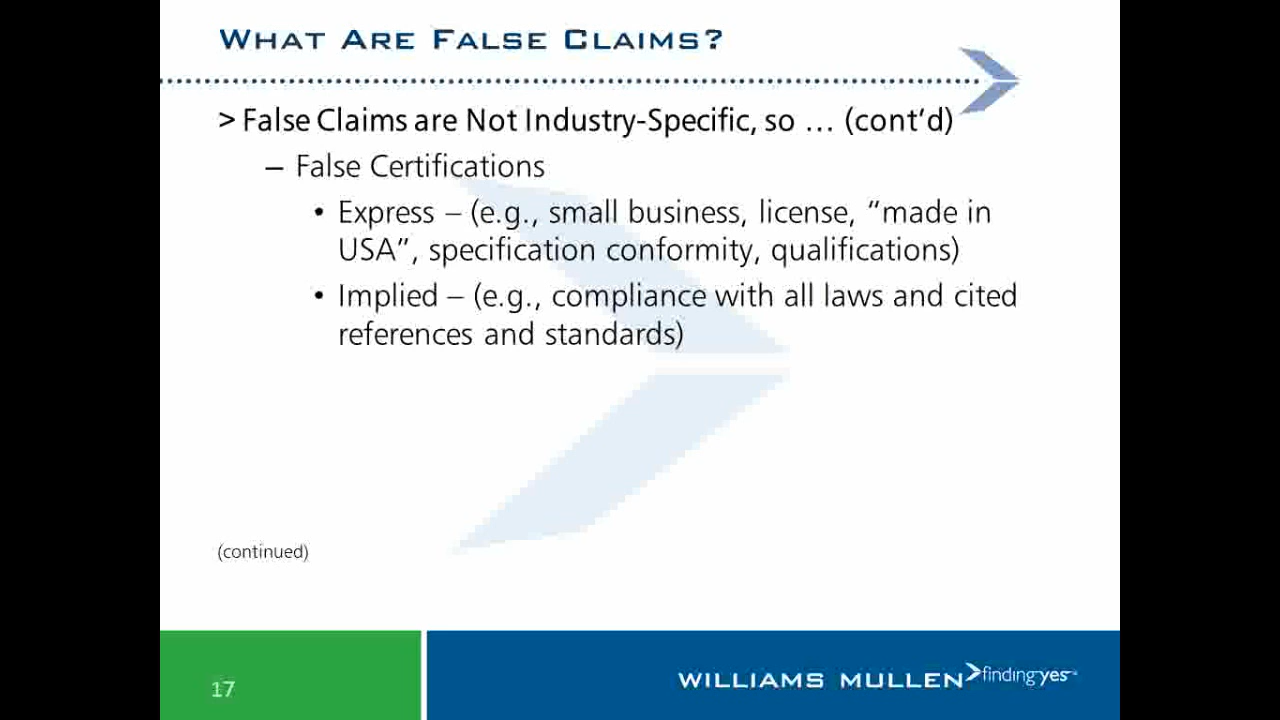 WHAT ARE FALSE CLAIMS?
> False Claims are Not Industry-Specific, so … (cont’d)
– False Certifications
• Express – (e.g., small business, license, “made in
USA”, specification conformity, qualifications)
• Implied – (e.g., compliance with all laws and cited
references and standards)
(continued)
17
WILLIAMS MULLEN findingyes℠